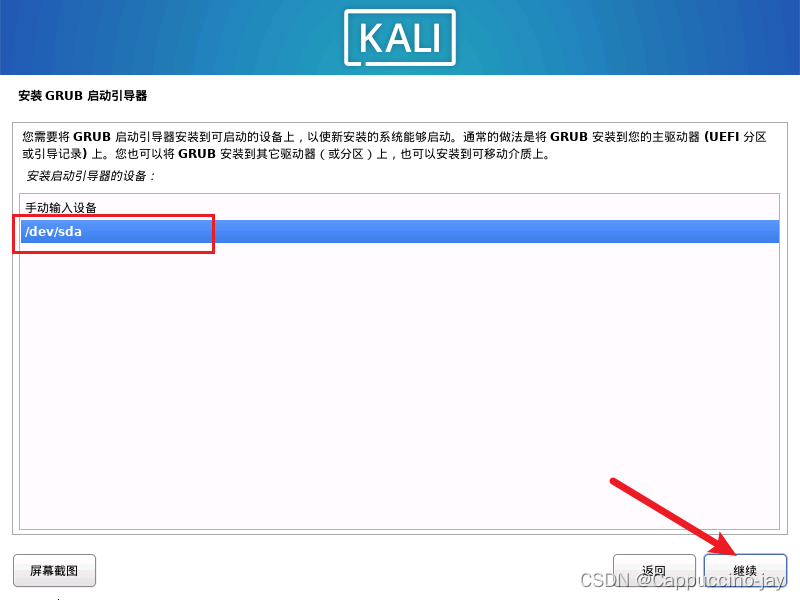 KALI
安装 GRUB 启动引导器
您需要将 GRUB 启动引导器安装到可启动的设备上，以使新安装的系统能够启动。通常的做法是将 GRUB 安装到您的主驱动器 (UEFI 分区
或引导记录) 上。您也可以将 GRUB 安装到其它驱动器（或分区）上，也可以安装到可移动介质上。
安装启动引导器的设备：
手动输入设备
/dev/sda
屏幕截图
返回
继续
CSDN @Cappuccino-jay